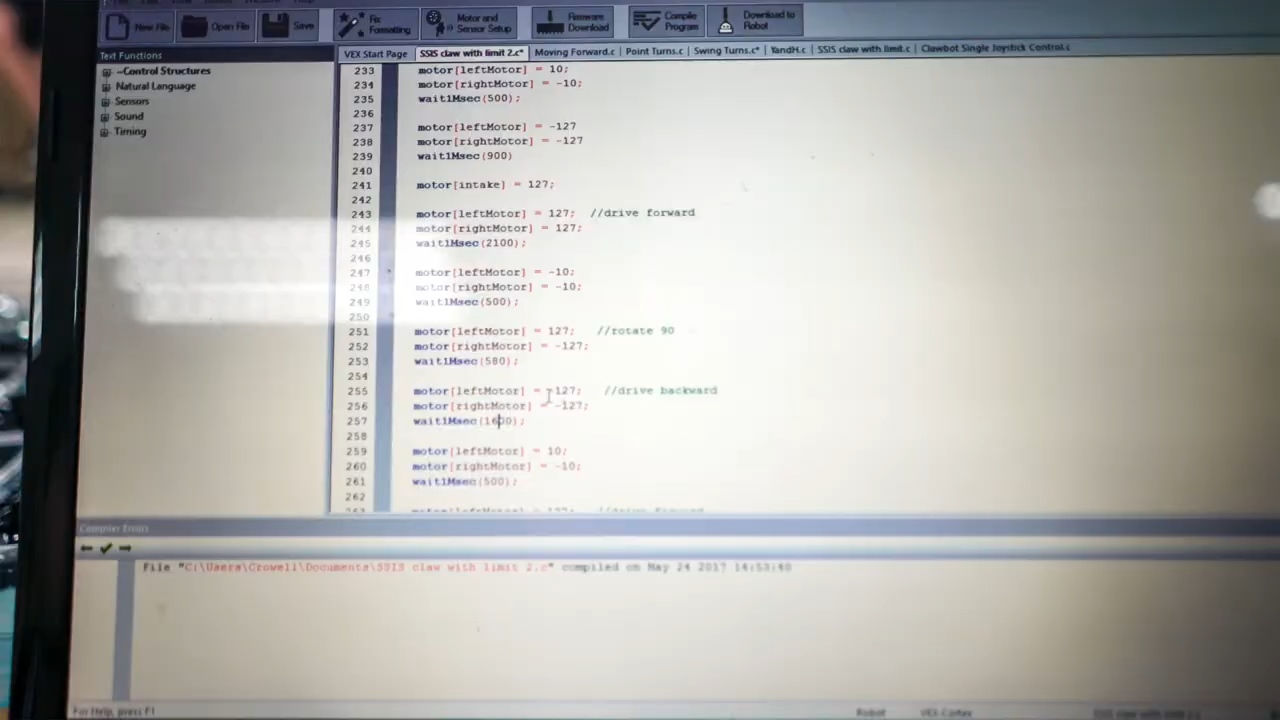 New File Open File Save Fix Formatting Motor and Sensor Setup Firmware Download Compile Program Download to Robot
Text Functions
VEX Start Page SSIS claw with limit 2.c* Moving Forward.c Point Turns.c Swing Turns.c* YandH.c SSIS claw with limit.c Clawbot Single Joystick Control.c
-Control Structures
Natural Language
Sensors
Sound
Timing
233 motor[leftMotor] = 10;
234 motor[rightMotor] = -10;
235 wait1Msec(500);
236
237 motor[leftMotor] = -127
238 motor[rightMotor] = -127
239 wait1Msec(900)
240
241 motor[intake] = 127;
242
243 motor[leftMotor] = 127; //drive forward
244 motor[rightMotor] = 127;
245 wait1Msec(2100);
246
247 motor[leftMotor] = -10;
248 motor[rightMotor] = -10;
249 wait1Msec(500);
250
251 motor[leftMotor] = 127; //rotate 90
252 motor[rightMotor] = -127;
253 wait1Msec(580);
254
255 motor[leftMotor] = -127; //drive backward
256 motor[rightMotor] = -127;
257 wait1Msec(1600);
258
259 motor[leftMotor] = 10;
260 motor[rightMotor] = -10;
261 wait1Msec(500);
262
Compiler Errors
File "C:\Users\Crowell\Documents\SSIS claw with limit 2.c" compiled on May 24 2017 14:53:40
For Help, press F1
Robot VEX Cortex